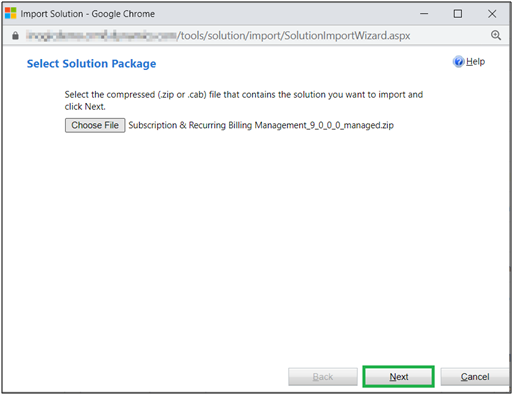 Import Solution - Google Chrome
/tools/solution/import/SolutionImportWizard.aspx
Select Solution Package
Help
Select the compressed (.zip or .cab) file that contains the solution you want to import and
click Next.
Choose File Subscription & Recurring Billing Management_9_0_0_0_managed.zip
Back Next Cancel